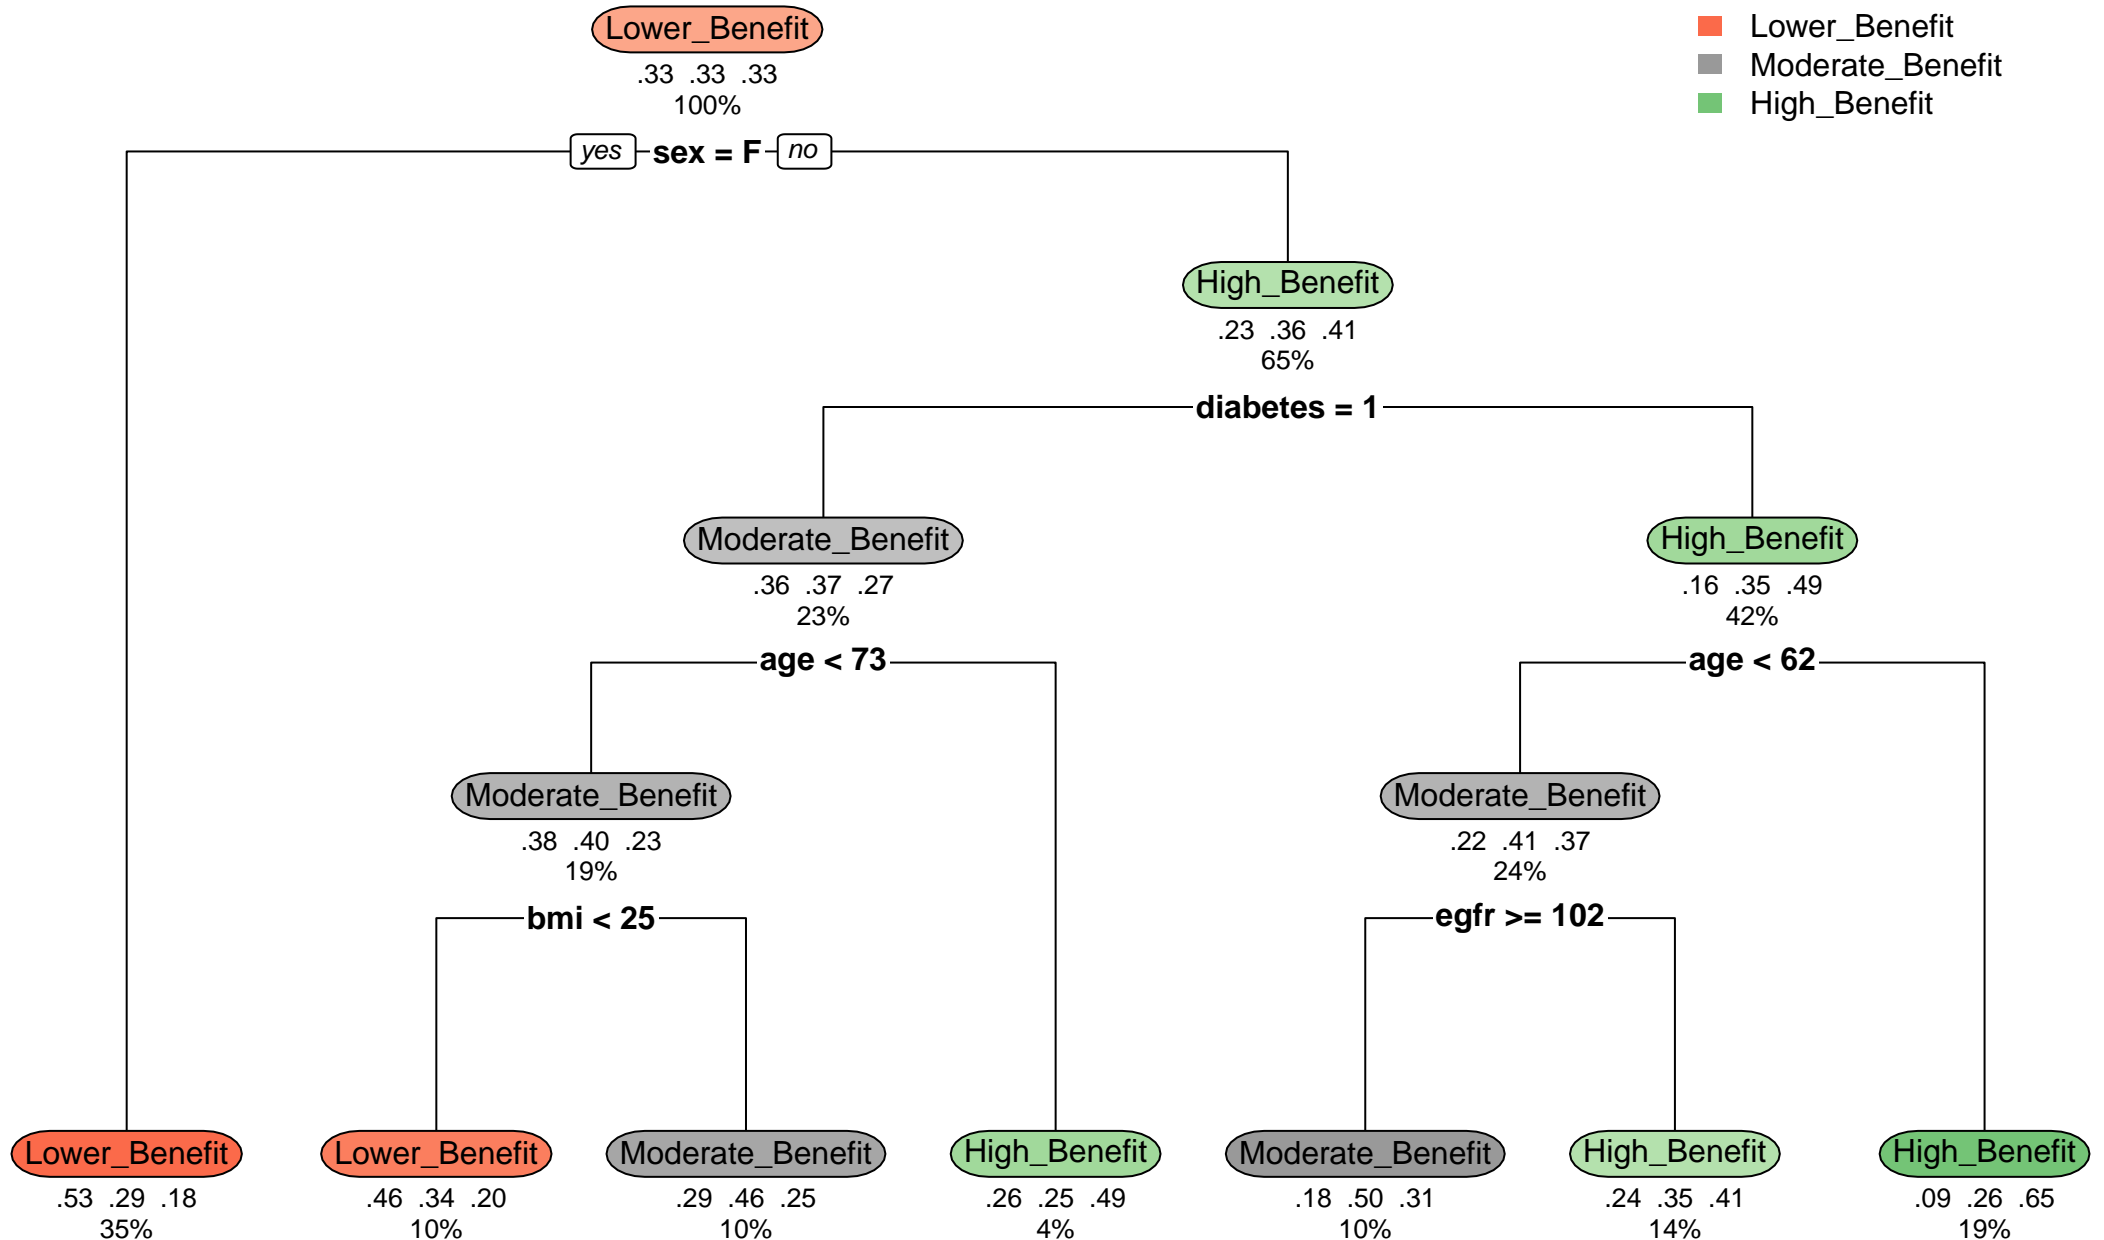 Lower_Benefit
.33 .33 .33
100%
Lower_Benefit
Moderate_Benefit
High_Benefit
yes sex = F no
High_Benefit
.23 .36 .41
65%
diabetes = 1
Moderate_Benefit
.36 .37 .27
23%
High_Benefit
.16 .35 .49
42%
age < 73
age < 62
Moderate_Benefit
.38 .40 .23
19%
Moderate_Benefit
.22 .41 .37
24%
bmi < 25
egfr >= 102
Lower_Benefit
.53 .29 .18
35%
Lower_Benefit
.46 .34 .20
10%
Moderate_Benefit
.29 .46 .25
10%
High_Benefit
.26 .25 .49
4%
Moderate_Benefit
.18 .50 .31
10%
High_Benefit
.24 .35 .41
14%
High_Benefit
.09 .26 .65
19%